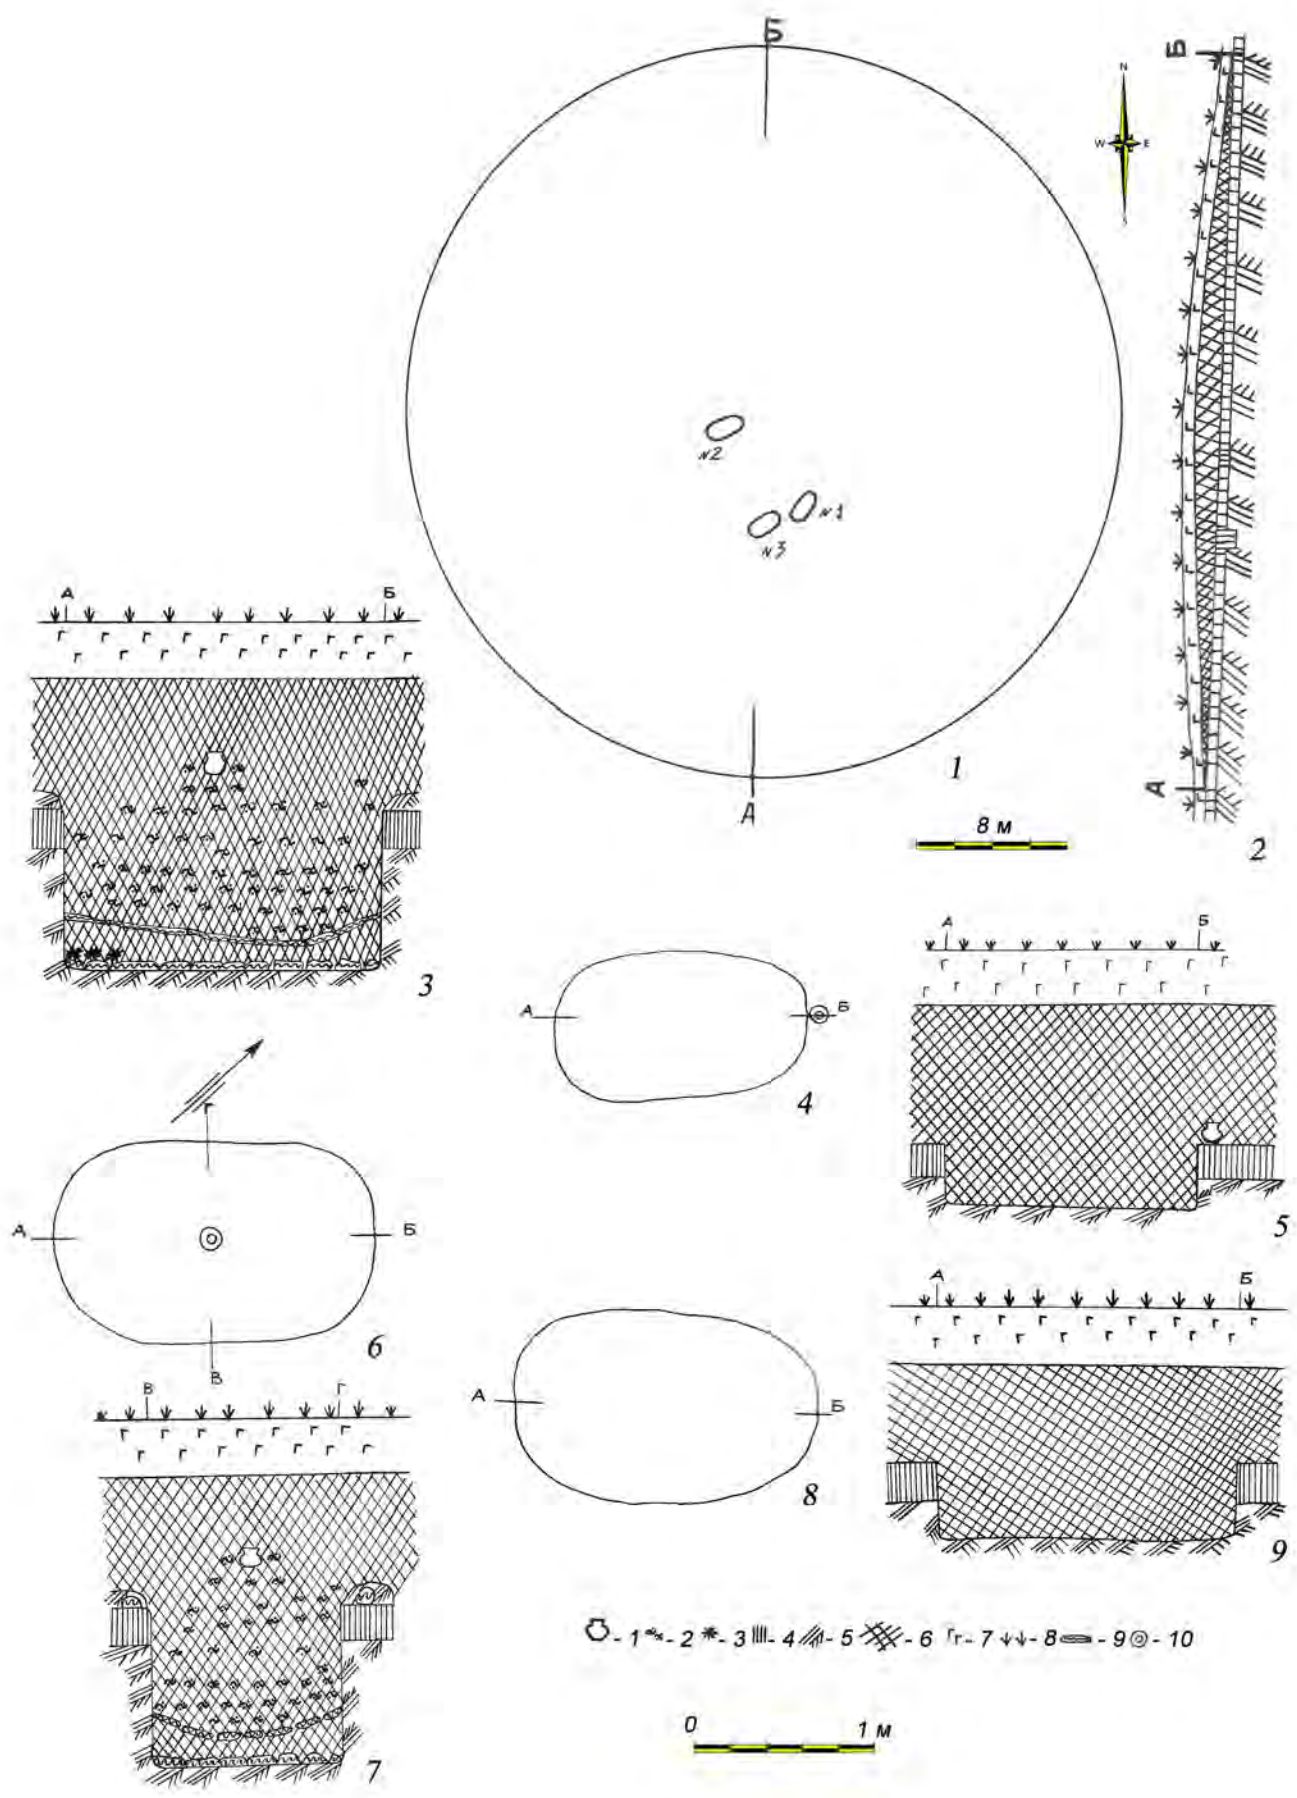 Б
Б
N
W E
S
№2
№1
№3
А
1
8 м
А
2
А Б
г г г г г г г г г
г г г г г г г г г
3
А Б
4
А Б
г г г г г г г г
г г г г г г г
5
Г
А Б
В
6
А Б
8
А Б
г г г г г г г г г
г г г г г г г г
9
В Г
г г г г г г г
г г г г г г г
7
- 1 - 2 - 3 - 4 - 5 - 6 гг - 7 - 8 - 9 - 10
0 1 м